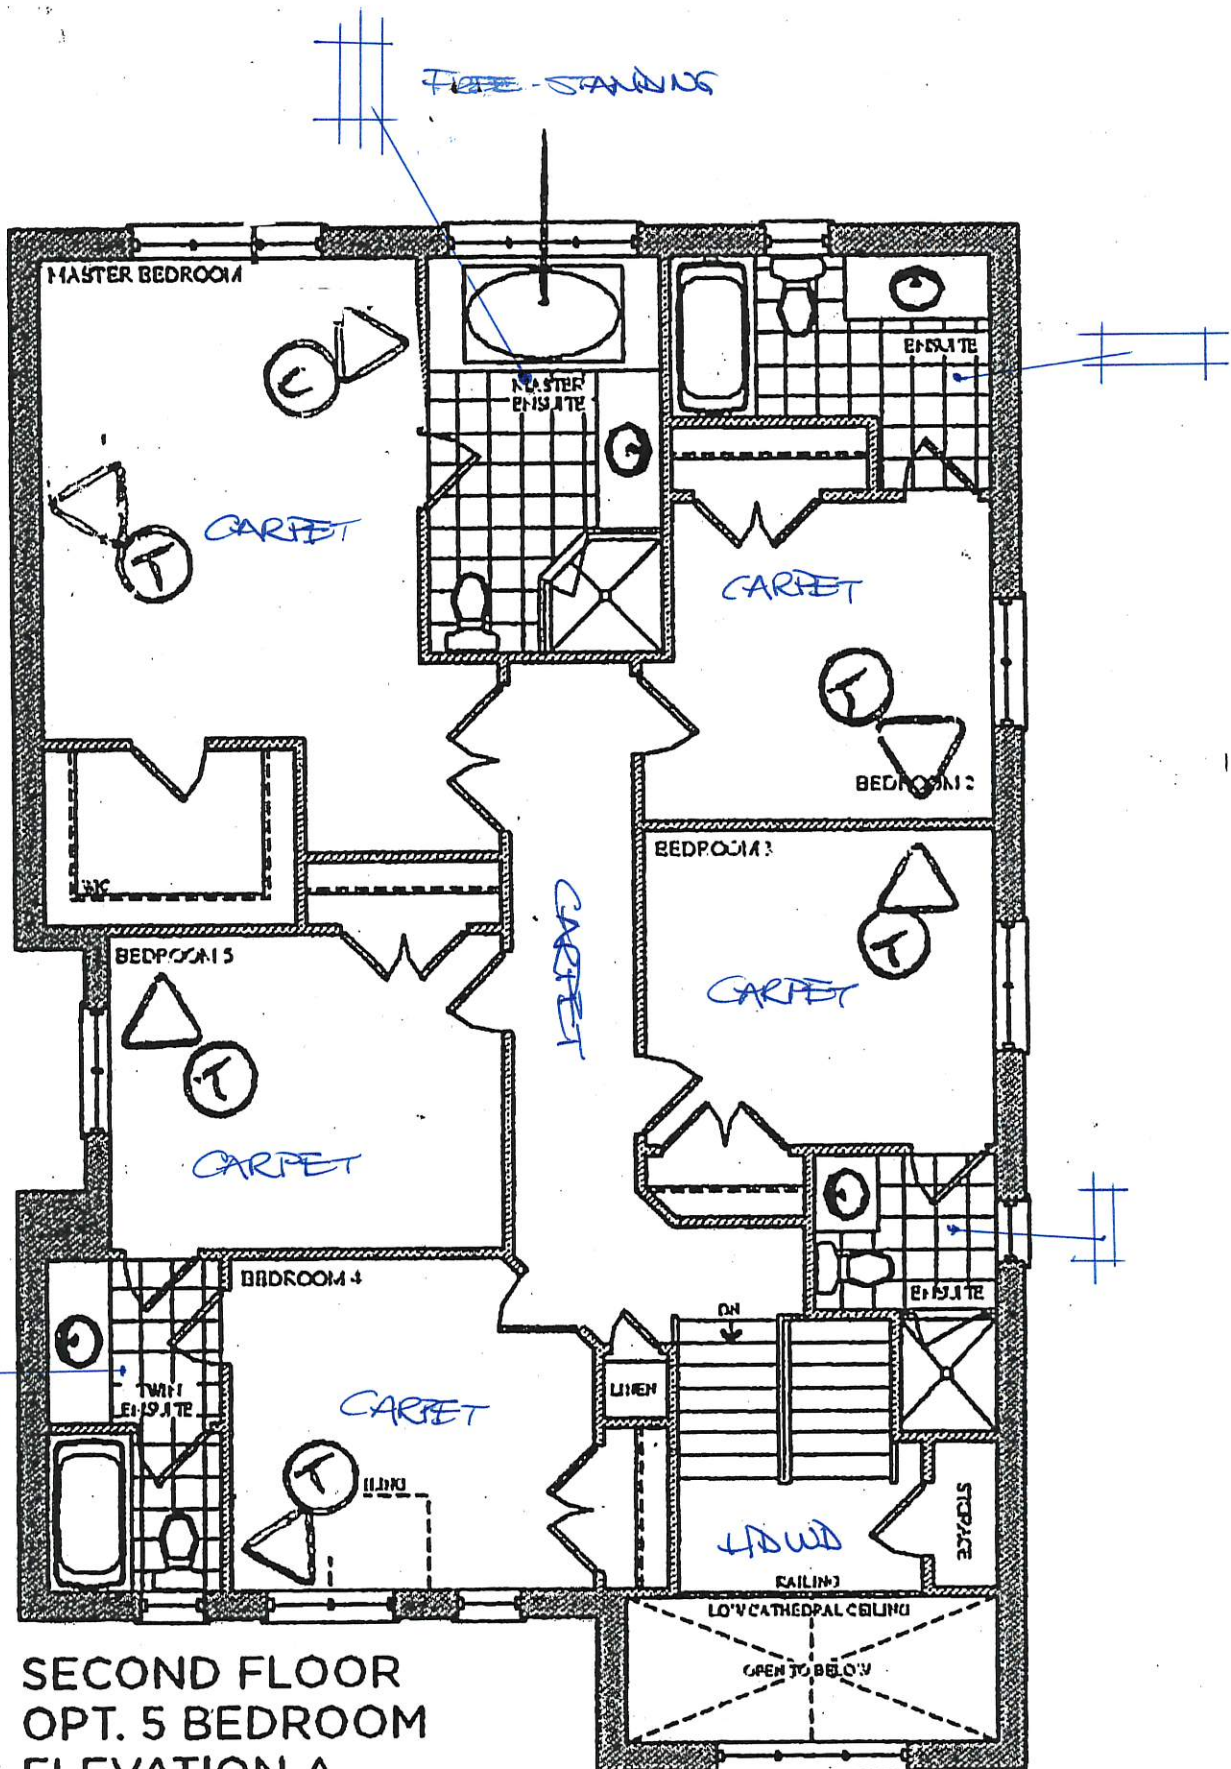 FREE-STANDING
MASTER BEDROOM
MASTER
ENSUITE
ENSUITE
C
T
CARPET
CARPET
T
BEDROOM 2
BEDROOM 3
T
CARPET
CARPET
BEDROOM 5
T
CARPET
BEDROOM 4
ENSUITE
DN
TWIN
ENSUITE
LINEN
CARPET
T
STORAGE
HDWD
RAILING
LOW CATHEDRAL CEILING
OPEN TO BELOW
SECOND FLOOR
OPT. 5 BEDROOM
ELEVATION A